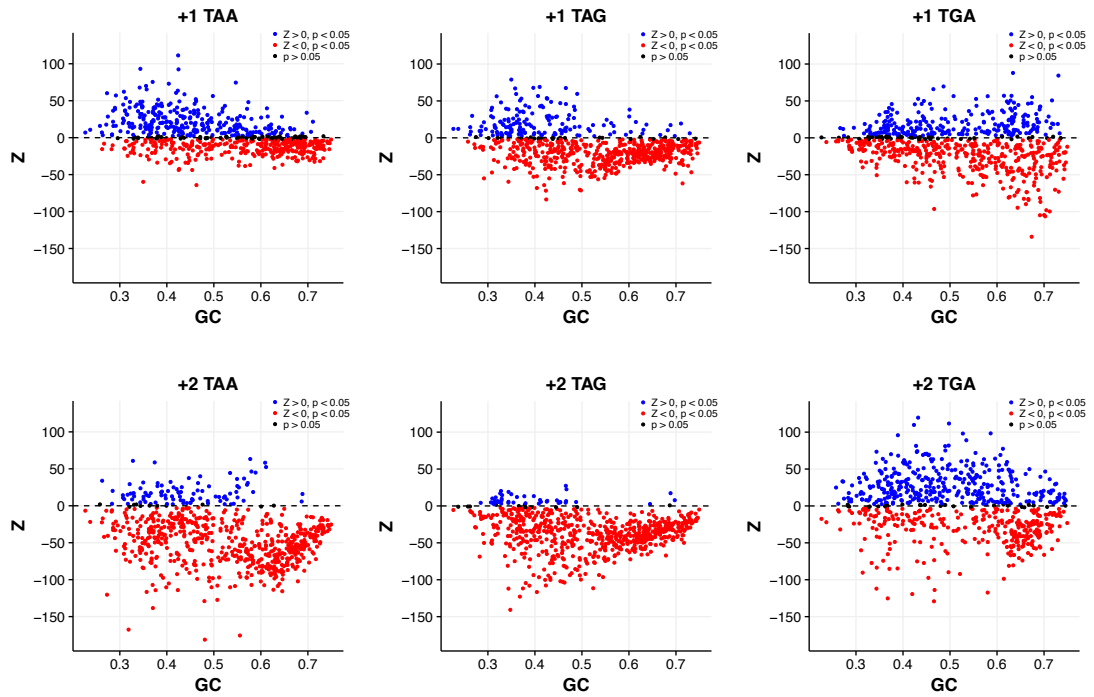 +1 TAA
Z > 0, p < 0.05
Z < 0, p < 0.05
p > 0.05
100
50
0
−50
−100
−150
Z
0.3 0.4 0.5 0.6 0.7
GC
+1 TAG
Z > 0, p < 0.05
Z < 0, p < 0.05
p > 0.05
100
50
0
−50
−100
−150
Z
0.3 0.4 0.5 0.6 0.7
GC
+1 TGA
Z > 0, p < 0.05
Z < 0, p < 0.05
p > 0.05
100
50
0
−50
−100
−150
Z
0.3 0.4 0.5 0.6 0.7
GC
+2 TAA
Z > 0, p < 0.05
Z < 0, p < 0.05
p > 0.05
100
50
0
−50
−100
−150
Z
0.3 0.4 0.5 0.6 0.7
GC
+2 TAG
Z > 0, p < 0.05
Z < 0, p < 0.05
p > 0.05
100
50
0
−50
−100
−150
Z
0.3 0.4 0.5 0.6 0.7
GC
+2 TGA
Z > 0, p < 0.05
Z < 0, p < 0.05
p > 0.05
100
50
0
−50
−100
−150
Z
0.3 0.4 0.5 0.6 0.7
GC